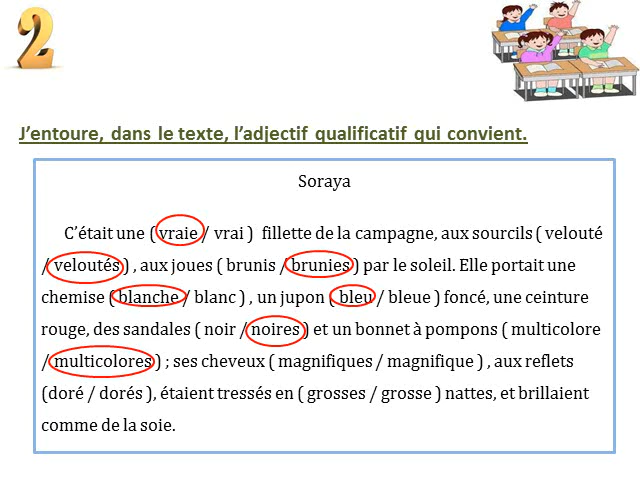 2
J'entoure, dans le texte, l'adjectif qualificatif qui convient.
Soraya
C'était une ( vraie / vrai ) fillette de la campagne, aux sourcils ( velouté
/ veloutés ) , aux joues ( brunis / brunies ) par le soleil. Elle portait une
chemise ( blanche / blanc ) , un jupon ( bleu / bleue ) foncé, une ceinture
rouge, des sandales ( noir / noires ) et un bonnet à pompons ( multicolore
/ multicolores ) ; ses cheveux ( magnifiques / magnifique ) , aux reflets
(doré / dorés ), étaient tressés en ( grosses / grosse ) nattes, et brillaient
comme de la soie.